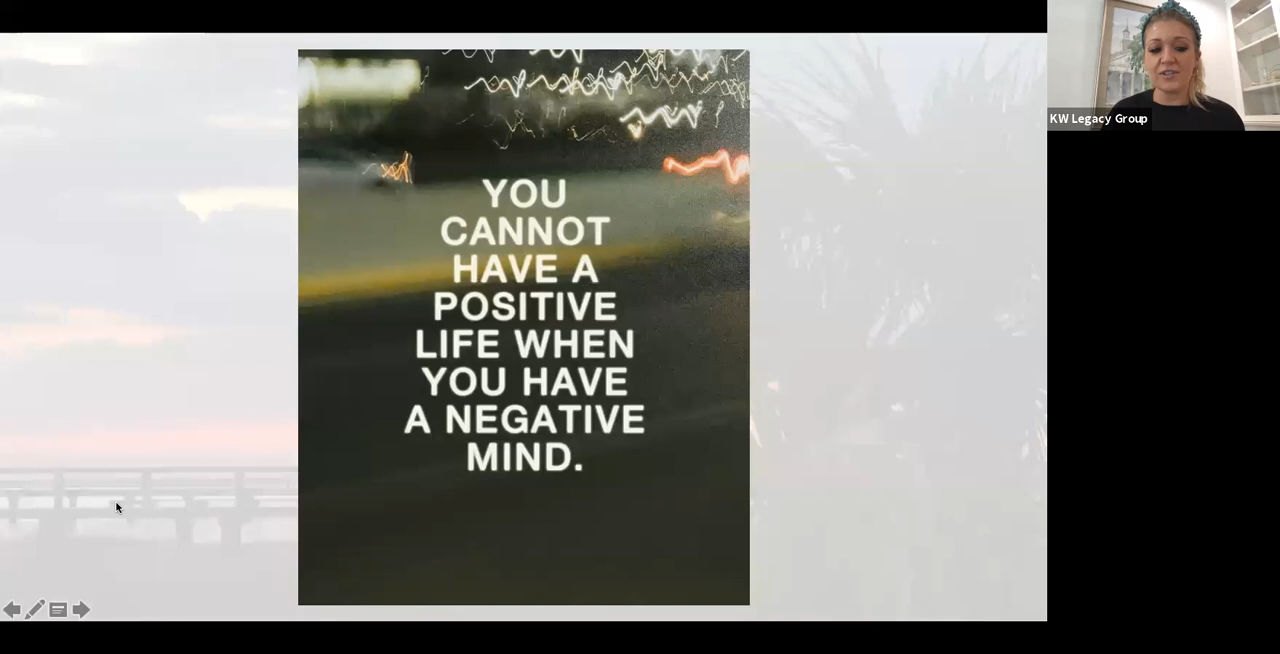 YOU
CANNOT
HAVE A
POSITIVE
LIFE WHEN
YOU HAVE
A NEGATIVE
MIND.
KW Legacy Group